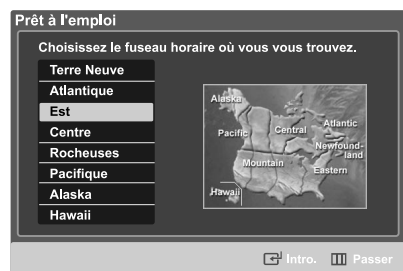 Prêt à l'emploi
Choisissez le fuseau horaire où vous vous trouvez.
Terre Neuve
Atlantique
Est
Centre
Rocheuses
Pacifique
Alaska
Hawaii
Alaska
Pacific
Central
Atlantic
Newfound-
land
Mountain
Eastern
Hawaii
Intro.
Passer